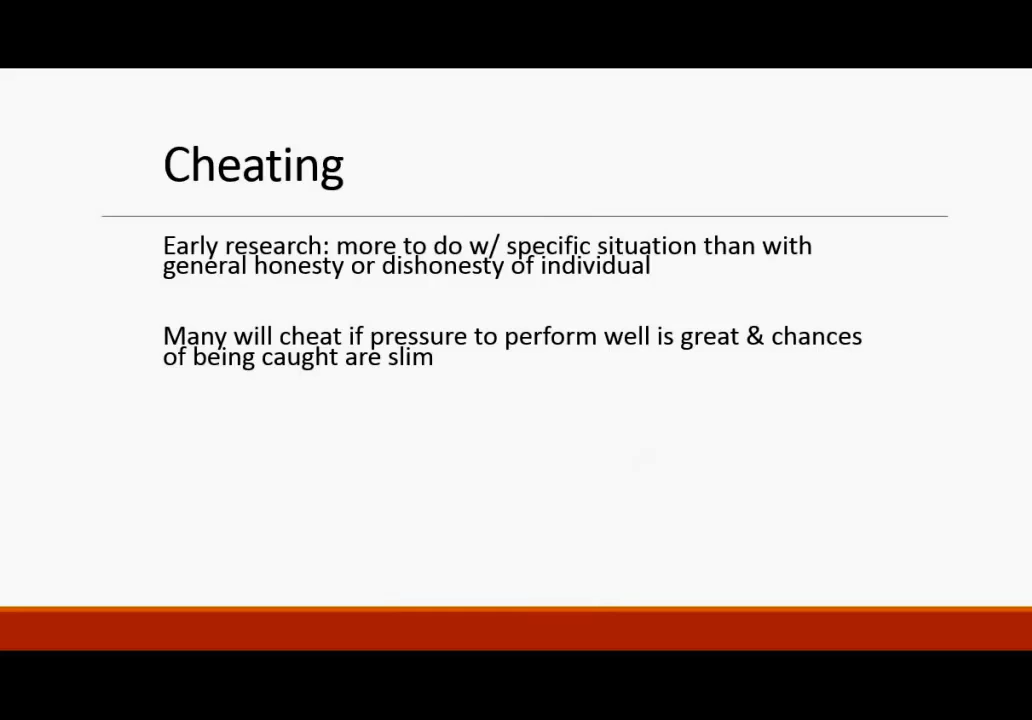 Cheating
Early research: more to do w/ specific situation than with
general honesty or dishonesty of individual
Many will cheat if pressure to perform well is great & chances
of being caught are slim